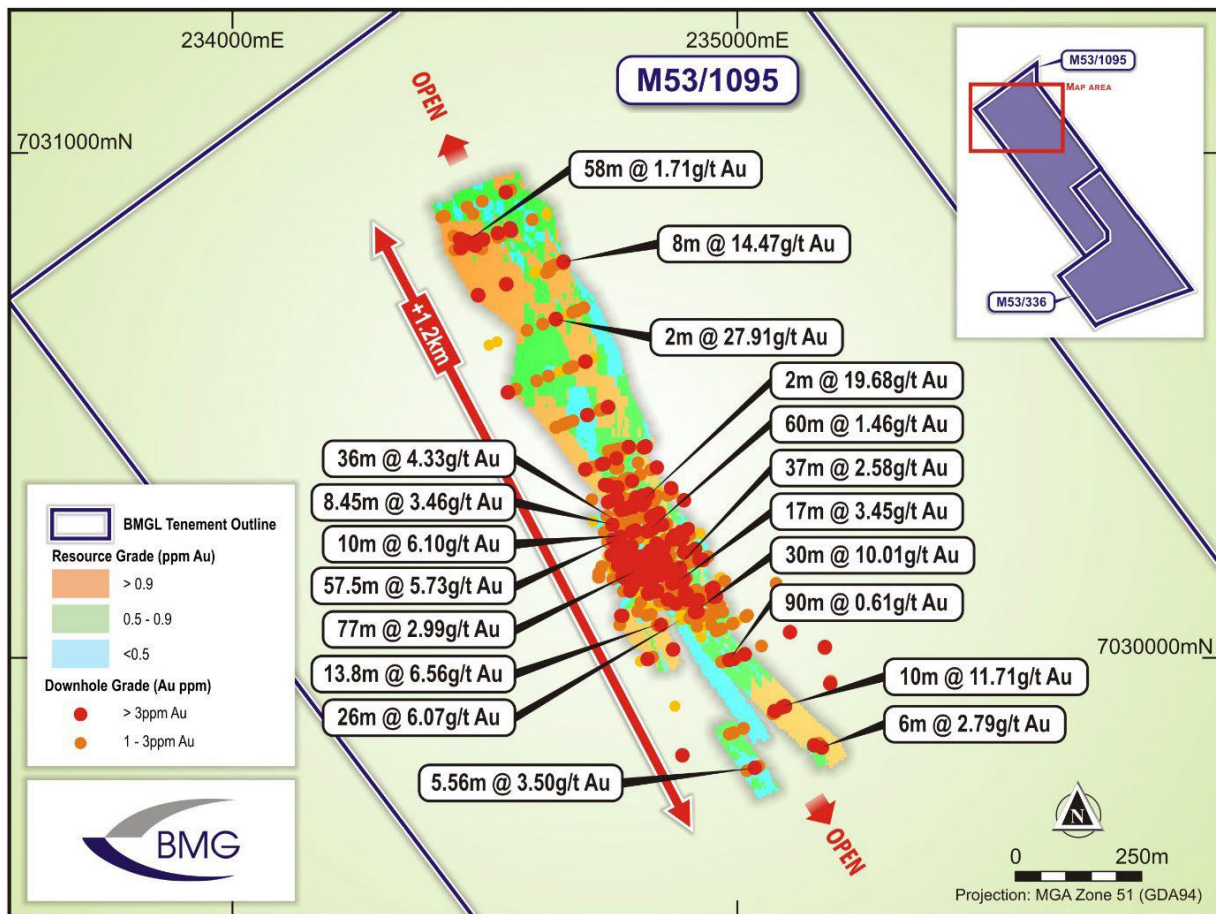 234000mE
235000mE
M53/1095
M53/1095
MAP AREA
M53/336
OPEN
7031000mN
7031000mN
58m @ 1.71g/t Au
8m @ 14.47g/t Au
2m @ 27.91g/t Au
+1.2km
2m @ 19.68g/t Au
60m @ 1.46g/t Au
37m @ 2.58g/t Au
17m @ 3.45g/t Au
30m @ 10.01g/t Au
90m @ 0.61g/t Au
10m @ 11.71g/t Au
6m @ 2.79g/t Au
36m @ 4.33g/t Au
8.45m @ 3.46g/t Au
10m @ 6.10g/t Au
57.5m @ 5.73g/t Au
77m @ 2.99g/t Au
13.8m @ 6.56g/t Au
26m @ 6.07g/t Au
5.56m @ 3.50g/t Au
7030000mN
OPEN
BMGL Tenement Outline
Resource Grade (ppm Au)
> 0.9
0.5 - 0.9
<0.5
Downhole Grade (Au ppm)
> 3ppm Au
1 - 3ppm Au
BMG
N
0 250m
Projection: MGA Zone 51 (GDA94)